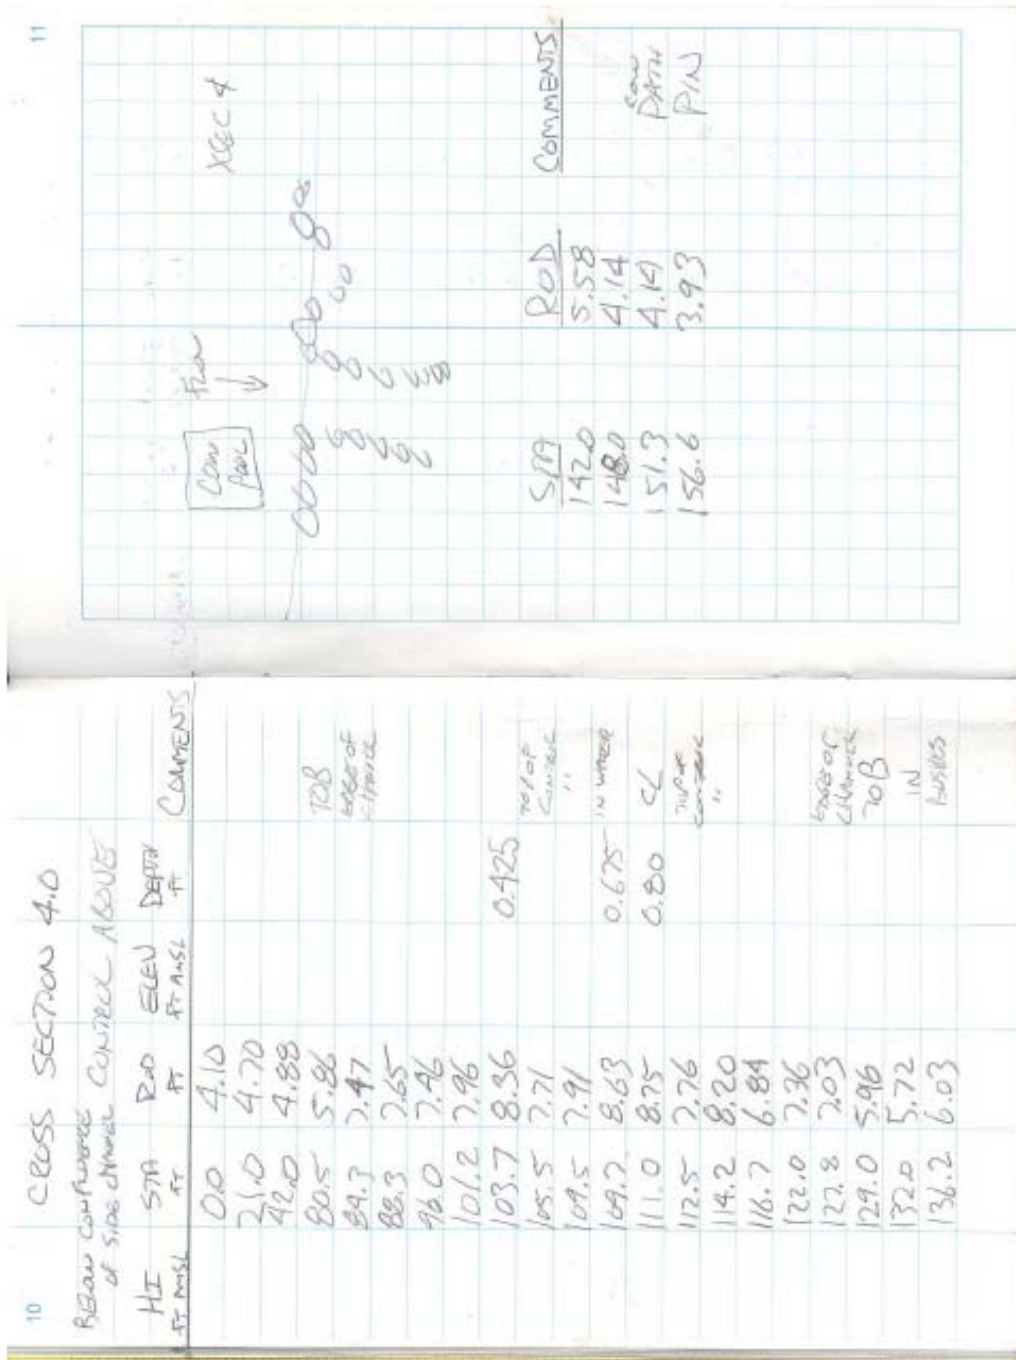 10 CROSS SECTION 4.0
BELOW CONFLUENCE
OF SIDE CHANNEL CONTROL ABOVE
HI STA ROD ELEV DEPTH COMMENTS
FT AMSL FT FT FT AMSL FT
0.0 4.10
21.0 4.70
42.0 4.88
80.5 5.86 TOB
84.3 7.47 EDGE OF CHANNEL
88.3 7.65
96.0 7.46
101.2 7.96
103.7 8.36 0.425
105.5 7.71 TOP OF CONTROL
109.5 7.91 "
109.7 8.63 0.675 IN WATER
111.0 8.75 0.80 CL
112.5 7.76 TOP OF CONTROL
114.2 8.20 "
116.7 6.84
122.0 7.36
127.8 7.03 EDGE OF CHANNEL
129.0 5.96 TOB
132.0 5.72 IN
136.2 6.03 BUSHES
11
XSEC 4
FLOW
COW
POOL
STA ROD COMMENTS
142.0 5.58
148.0 4.14
151.3 4.14 COW PATH
156.6 3.93 PIN